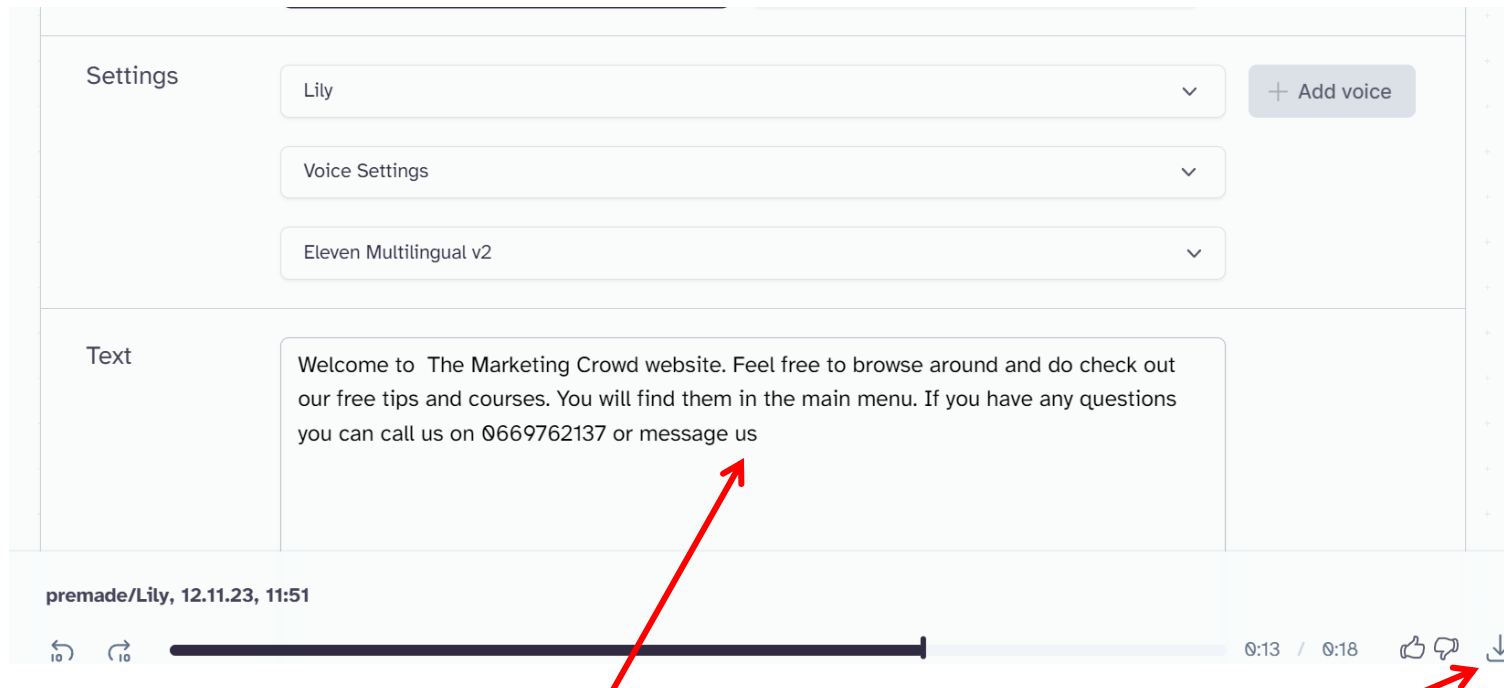 Settings
Lily
+ Add voice
Voice Settings
Eleven Multilingual v2
Text
Welcome to  The Marketing Crowd website. Feel free to browse around and do check out
our free tips and courses. You will find them in the main menu. If you have any questions
you can call us on 0669762137 or message us
premade/Lily, 12.11.23, 11:51
10 10 0:13 / 0:18